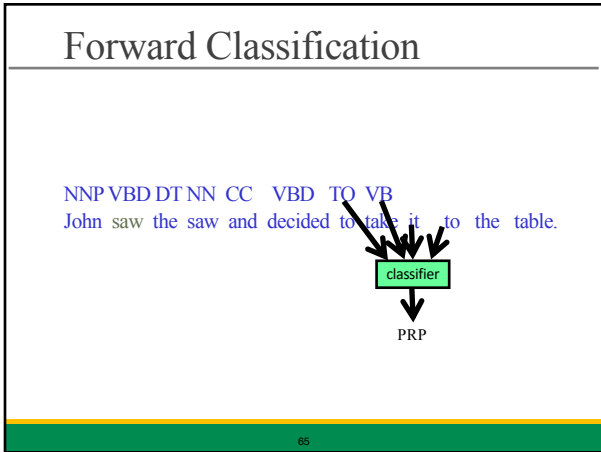 Forward Classification
NNP VBD DT NN CC VBD TO VB
John saw the saw and decided to take it to the table.
classifier
PRP
65